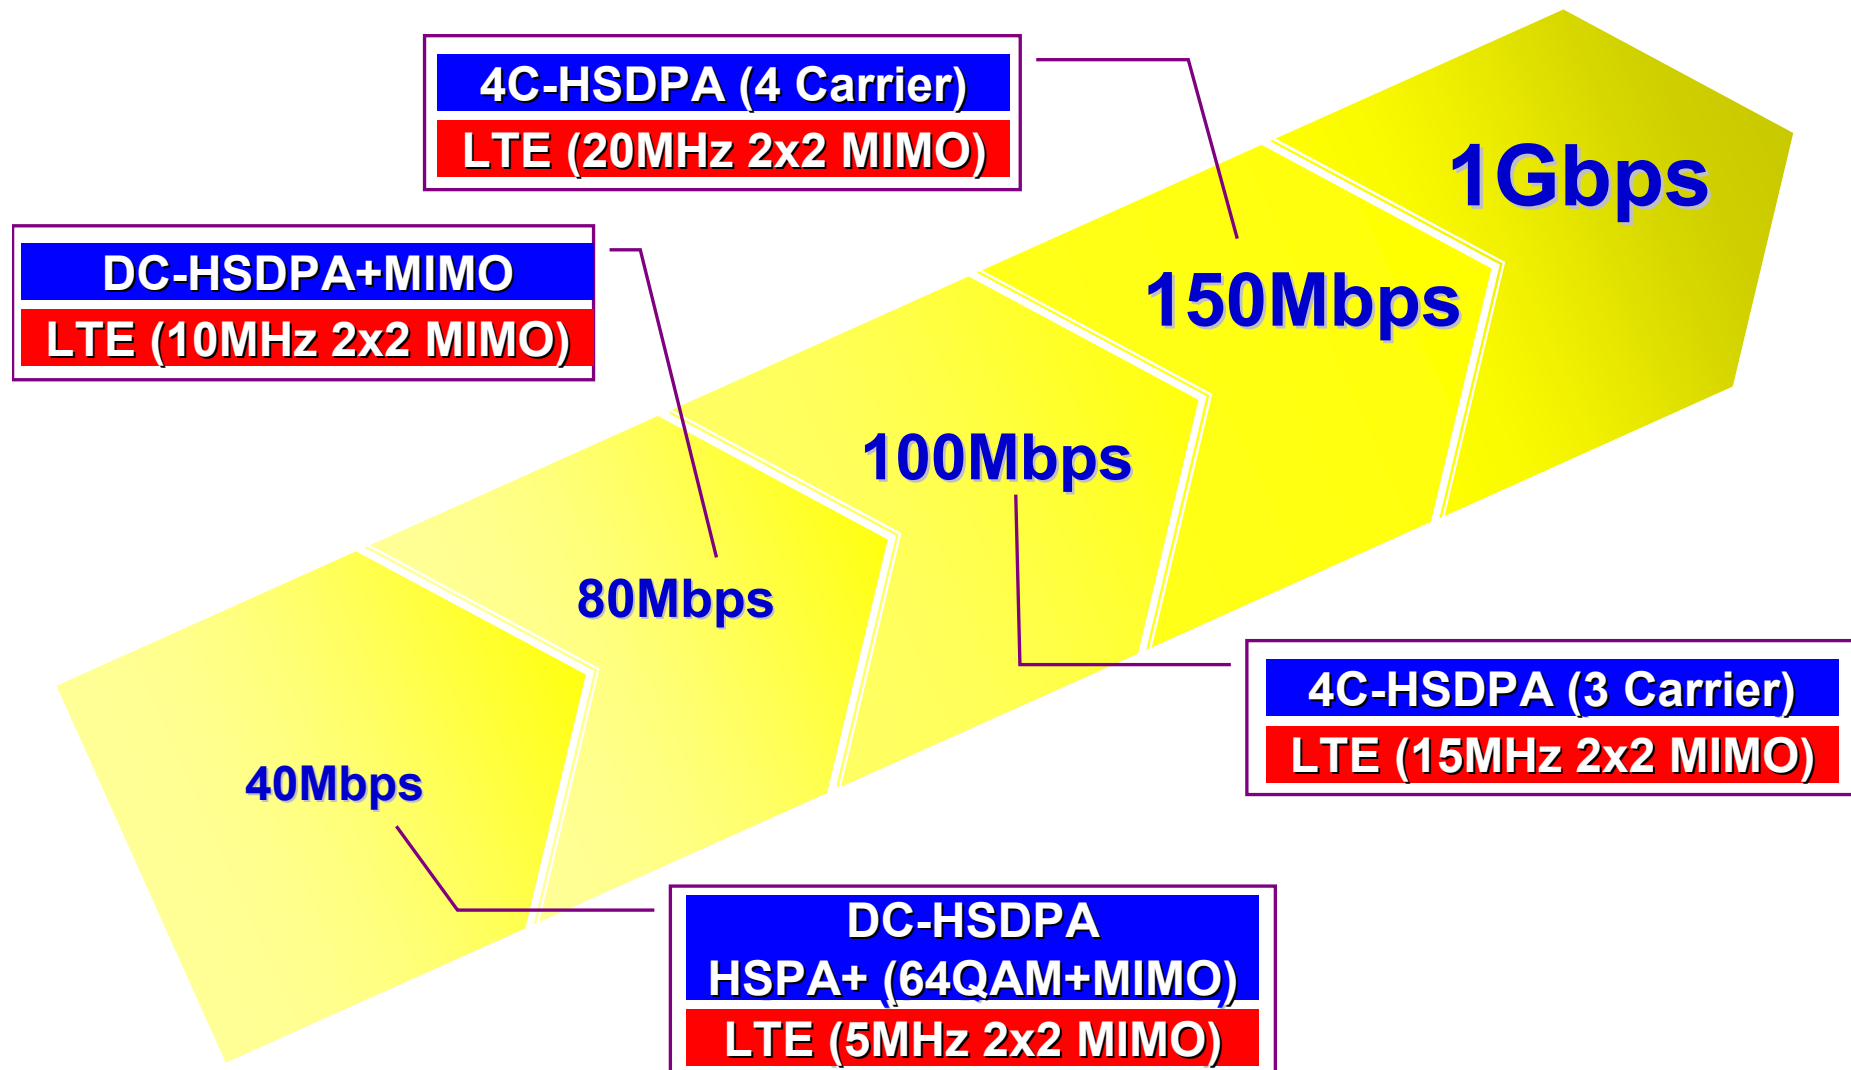 4C-HSDPA (4 Carrier)
LTE (20MHz 2x2 MIMO)
1Gbps
DC-HSDPA+MIMO
LTE (10MHz 2x2 MIMO)
150Mbps
100Mbps
80Mbps
4C-HSDPA (3 Carrier)
LTE (15MHz 2x2 MIMO)
40Mbps
DC-HSDPA
HSPA+ (64QAM+MIMO)
LTE (5MHz 2x2 MIMO)